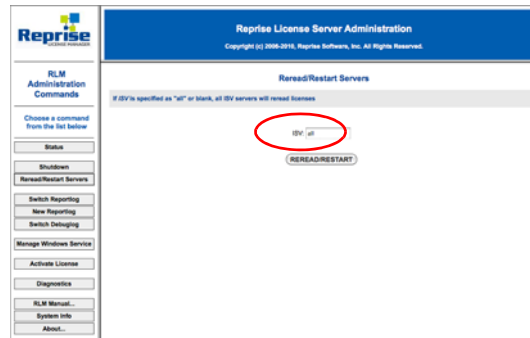 Reprise
LICENSE MANAGER
Reprise License Server Administration
Copyright (c) 2006-2010, Reprise Software, Inc. All Rights Reserved.
RLM
Administration
Commands
Choose a command
from the list below
Status
Shutdown
Reread/Restart Servers
Switch Reportlog
New Reportlog
Switch Debuglog
Manage Windows Service
Activate License
Diagnostics
RLM Manual...
System Info
About...
Reread/Restart Servers
If ISV is specified as "all" or blank, all ISV servers will reread licenses
ISV: all
REREAD/RESTART